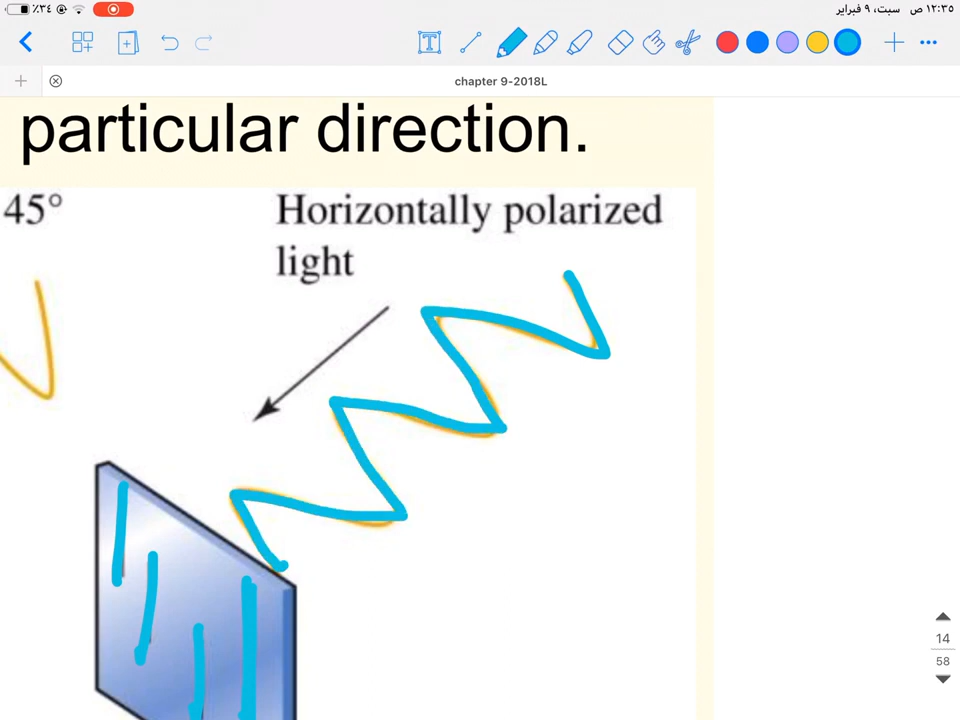 ٪٣٤ ١٢:٣٥ ص سبت، ٩ فبراير
T
chapter 9-2018L
particular direction.
45° Horizontally polarized
light
14
58